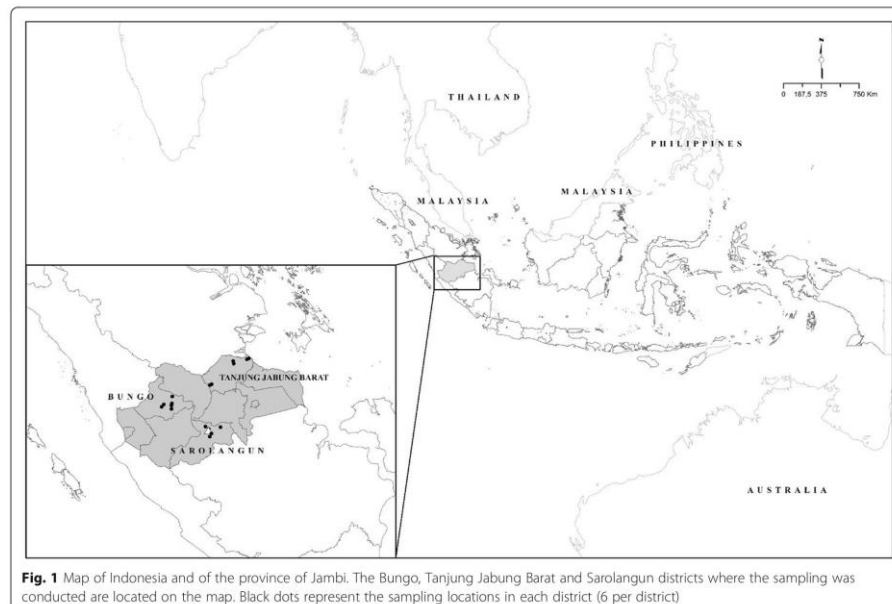 N
0 187,5 375 750 Km
THAILAND
PHILIPPINES
MALAYSIA
MALAYSIA
TANJUNG JABUNG BARAT
BUNGO
SAROLANGUN
AUSTRALIA
Fig. 1 Map of Indonesia and of the province of Jambi. The Bungo, Tanjung Jabung Barat and Sarolangun districts where the sampling was
conducted are located on the map. Black dots represent the sampling locations in each district (6 per district)